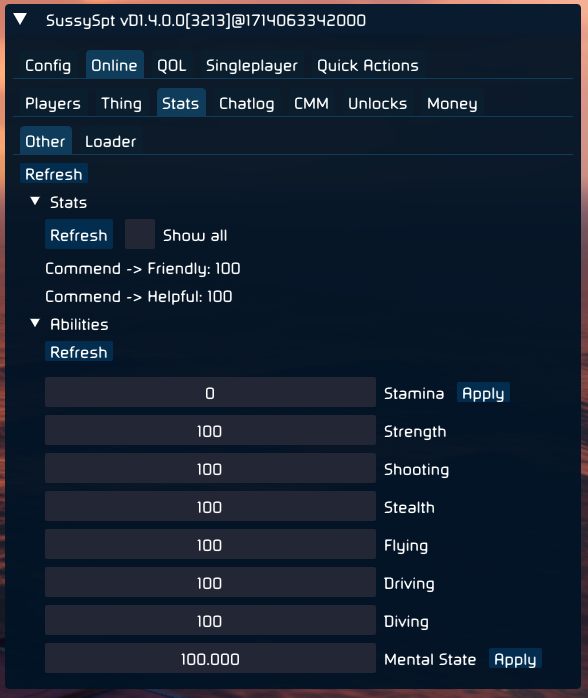 SussySpt vD1.4.0.0[3213]@1714063342000
Config Online QOL Singleplayer Quick Actions
Players Thing Stats Chatlog CMM Unlocks Money
Other Loader
Refresh
Stats
Refresh Show all
Commend -> Friendly: 100
Commend -> Helpful: 100
Abilities
Refresh
0 Stamina Apply
100 Strength
100 Shooting
100 Stealth
100 Flying
100 Driving
100 Diving
100.000 Mental State Apply